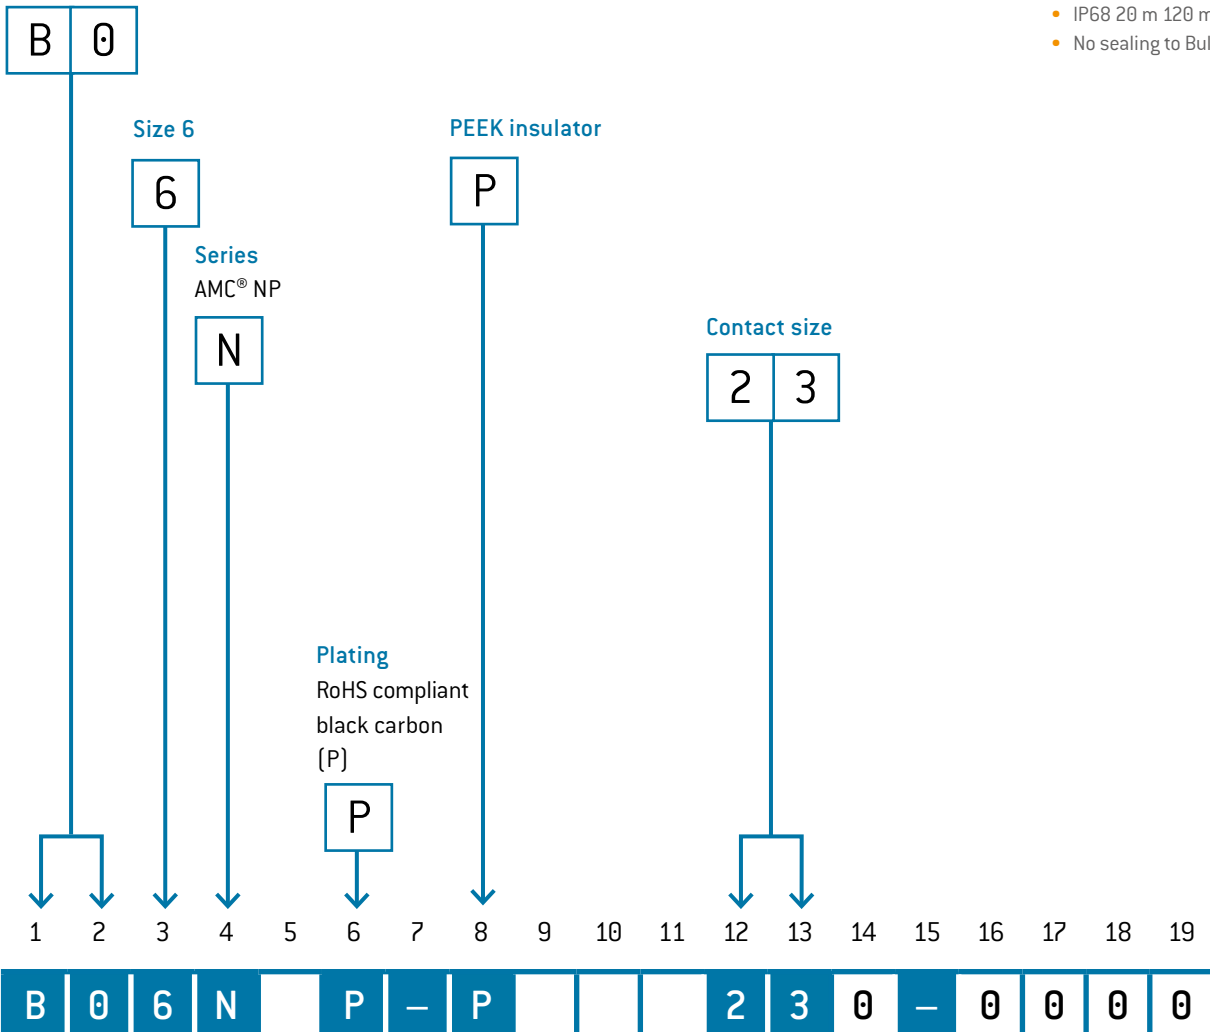 • IP68 20 m 120 m
• No sealing to Bul
B 0
Size 6
6
PEEK insulator
P
Series
AMC® NP
N
Contact size
2 3
Plating
RoHS compliant
black carbon
(P)
P
1 2 3 4 5 6 7 8 9 10 11 12 13 14 15 16 17 18 19
B 0 6 N P – P 2 3 0 – 0 0 0 0